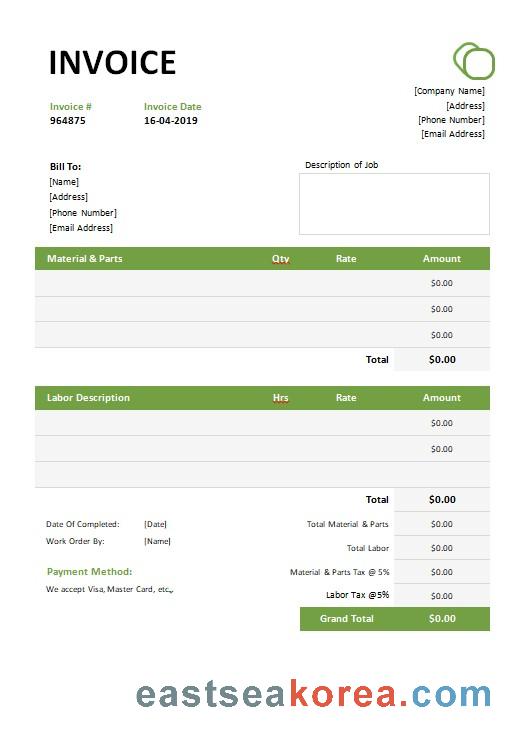 INVOICE
[Company Name]
Invoice # Invoice Date [Address]
964875 16-04-2019 [Phone Number]
[Email Address]
Bill To: Description of Job
[Name]
[Address]
[Phone Number]
[Email Address]
Material & Parts Qty Rate Amount
$0.00
$0.00
$0.00
Total $0.00
Labor Description Hrs Rate Amount
$0.00
$0.00
Total $0.00
Date Of Completed: [Date] Total Material & Parts $0.00
Work Order By: [Name] Total Labor $0.00
Payment Method: Material & Parts Tax @ 5% $0.00
We accept Visa, Master Card, etc., Labor Tax @5% $0.00
Grand Total $0.00
eastseakorea.com